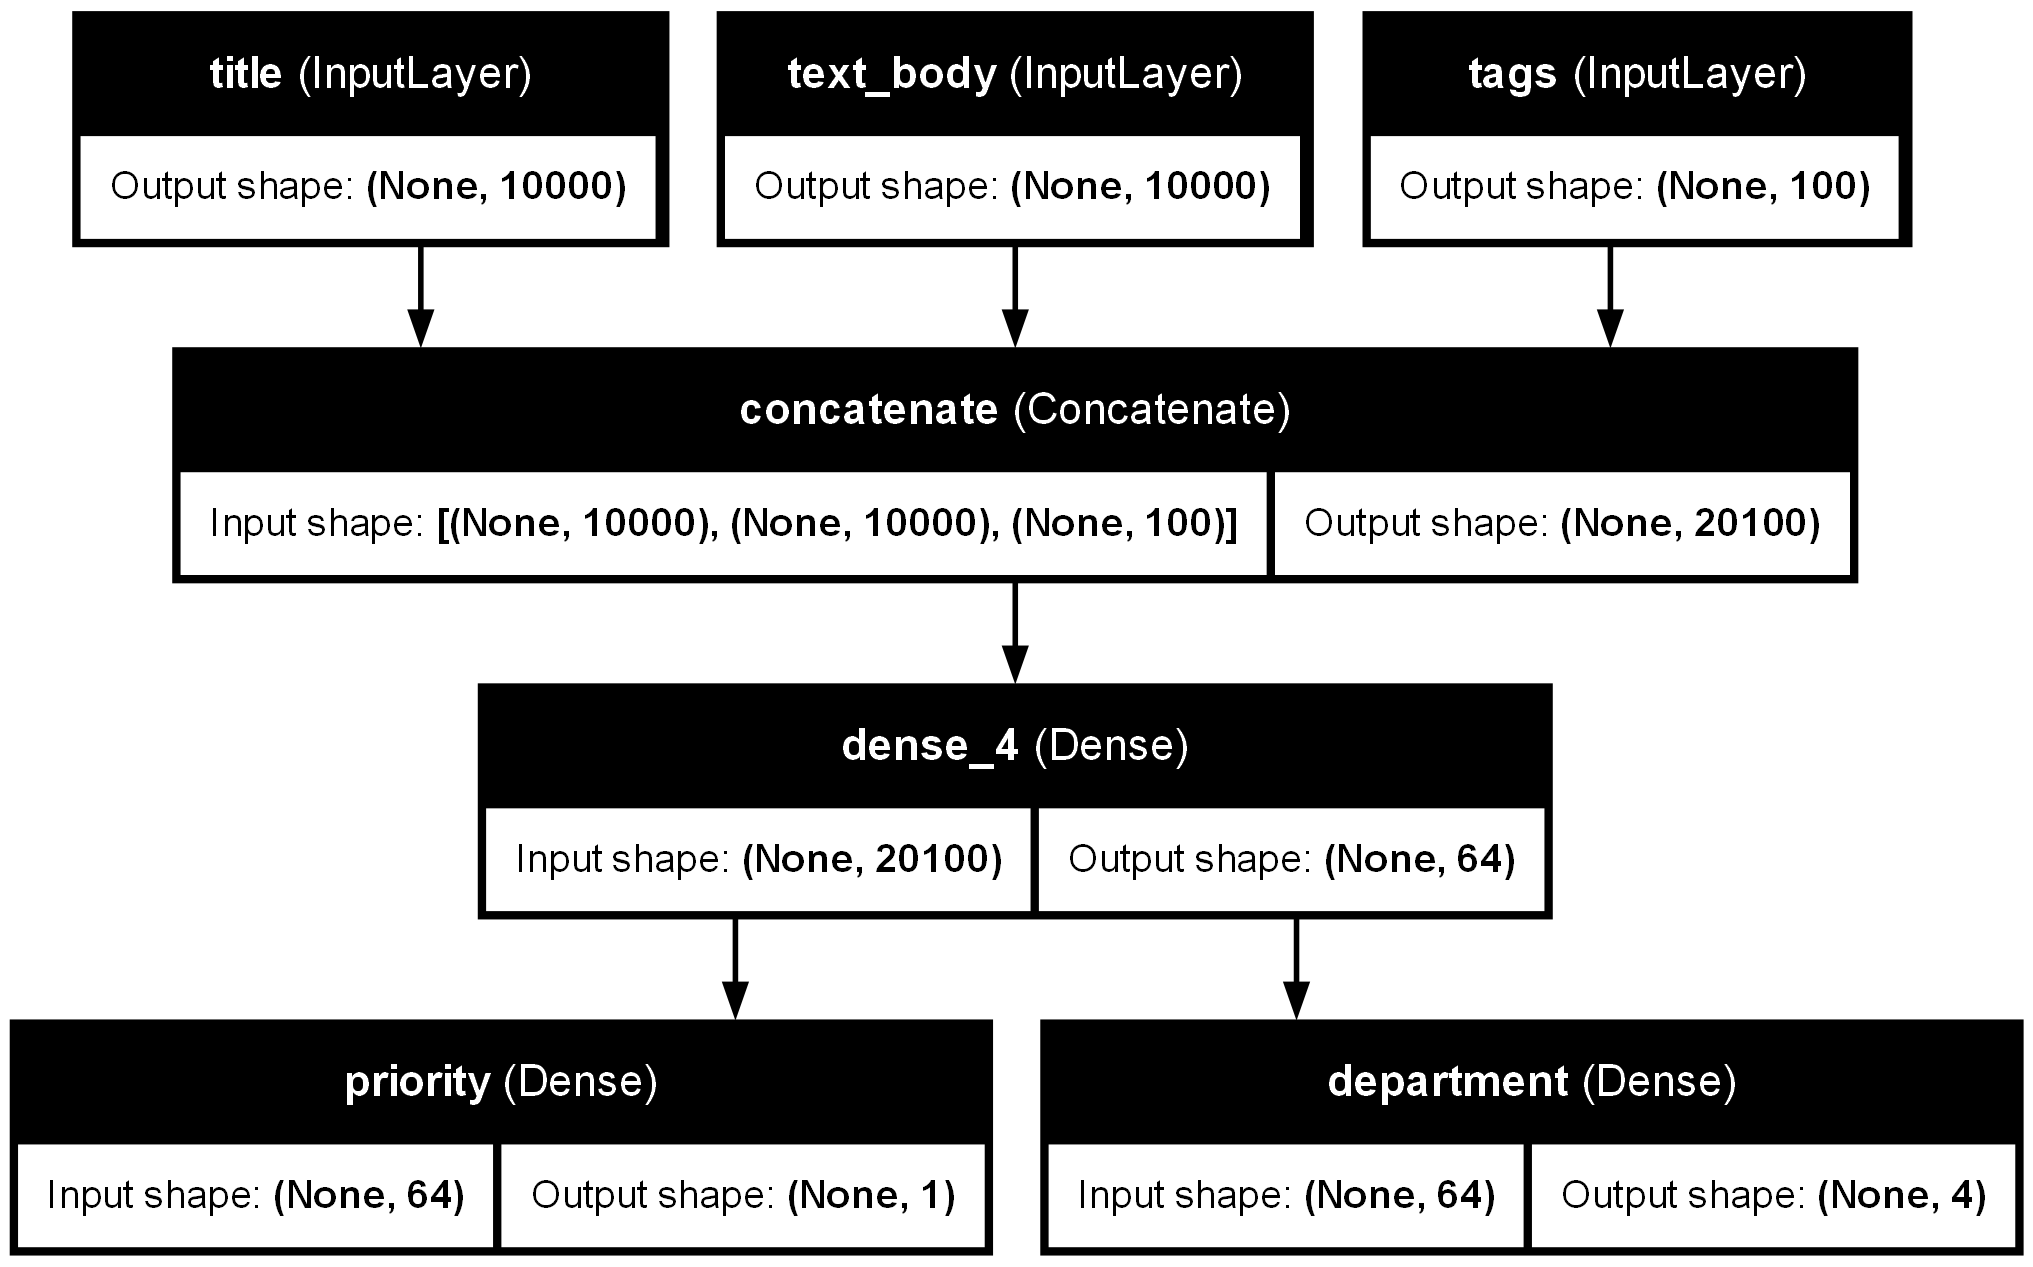 title (InputLayer)
Output shape: (None, 10000)
text_body (InputLayer)
Output shape: (None, 10000)
tags (InputLayer)
Output shape: (None, 100)
concatenate (Concatenate)
Input shape: [(None, 10000), (None, 10000), (None, 100)]
Output shape: (None, 20100)
dense_4 (Dense)
Input shape: (None, 20100)
Output shape: (None, 64)
priority (Dense)
Input shape: (None, 64)
Output shape: (None, 1)
department (Dense)
Input shape: (None, 64)
Output shape: (None, 4)